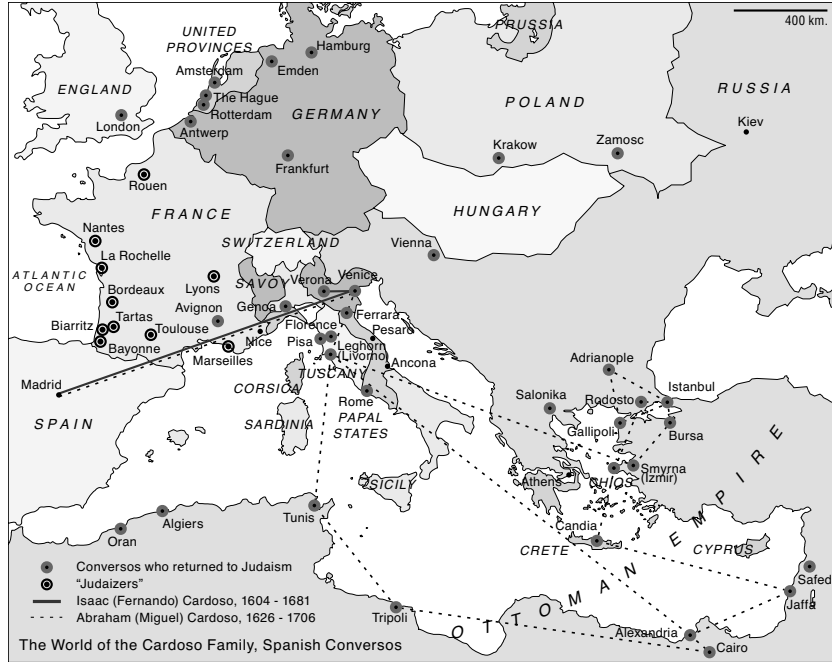 400 km.
PRUSSIA
UNITED
PROVINCES
Hamburg
Emden
Amsterdam
The Hague
Rotterdam
Antwerp
ENGLAND
London
GERMANY
Frankfurt
POLAND
RUSSIA
Kiev
Krakow
Zamosc
Rouen
FRANCE
HUNGARY
Nantes
La Rochelle
SWITZERLAND
Vienna
ATLANTIC
OCEAN
Bordeaux
Lyons
SAVOY
Verona
Venice
Tartas
Avignon
Genoa
Biarritz
Toulouse
Bayonne
Marseilles
Nice
Florence
Ferrara
Pesaro
Pisa
Leghorn
(Livorno)
Ancona
TUSCANY
Madrid
SPAIN
CORSICA
SARDINIA
Rome
PAPAL
STATES
Adrianople
Istanbul
Salonika
Rodosto
Gallipoli
Bursa
SICILY
Athens
CHIOS
Smyrna
(Izmir)
Tunis
Algiers
Oran
Candia
CRETE
CYPRUS
OTTOMAN EMPIRE
Safed
Jaffa
Tripoli
Alexandria
Cairo
Conversos who returned to Judaism
“Judaizers”
Isaac (Fernando) Cardoso, 1604 - 1681
Abraham (Miguel) Cardoso, 1626 - 1706
The World of the Cardoso Family, Spanish Conversos